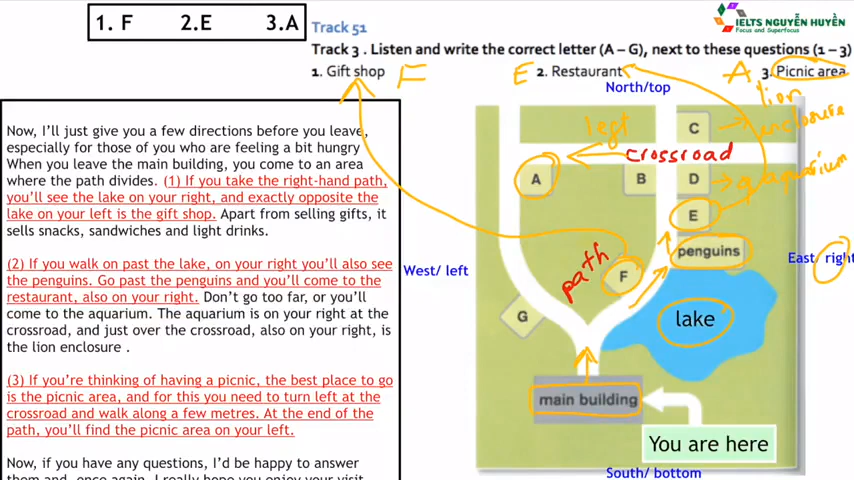 1. F 2.E 3.A
Track 51
IELTS NGUYỄN HUYỀN
Focus and Superfocus
Track 3 . Listen and write the correct letter (A – G), next to these questions (1 – 3)
1. Gift shop F E 2. Restaurant A 3. Picnic area
North/top
lion
enclosure
left
crossroad
C
A
B
D
aquarium
E
penguins
path
F
West/ left
East/ right
G
lake
main building
You are here
South/ bottom
Now, I'll just give you a few directions before you leave,
especially for those of you who are feeling a bit hungry
When you leave the main building, you come to an area
where the path divides. (1) If you take the right-hand path,
you'll see the lake on your right, and exactly opposite the
lake on your left is the gift shop. Apart from selling gifts, it
sells snacks, sandwiches and light drinks.
(2) If you walk on past the lake, on your right you'll also see
the penguins. Go past the penguins and you'll come to the
restaurant, also on your right. Don't go too far, or you'll
come to the aquarium. The aquarium is on your right at the
crossroad, and just over the crossroad, also on your right, is
the lion enclosure .
(3) If you're thinking of having a picnic, the best place to go
is the picnic area, and for this you need to turn left at the
crossroad and walk along a few metres. At the end of the
path, you'll find the picnic area on your left.
Now, if you have any questions, I'd be happy to answer
them and, once again, I really hope you enjoy your visit